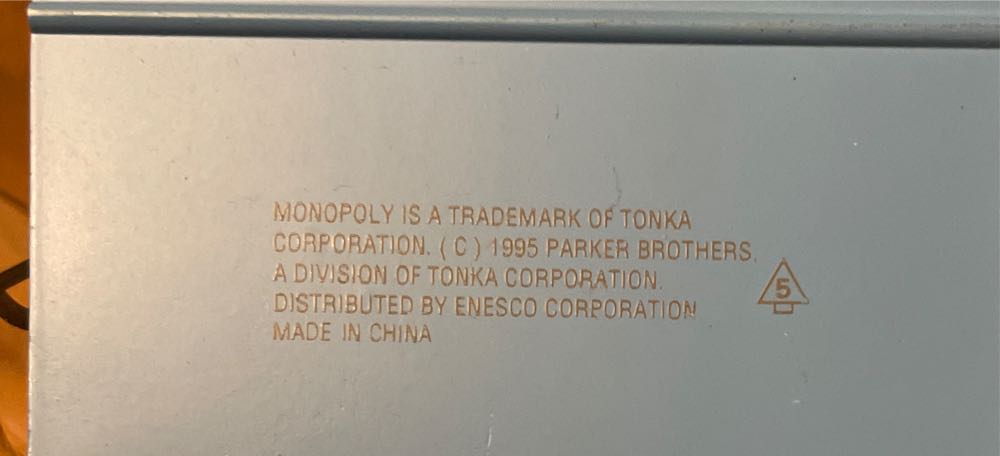 MONOPOLY IS A TRADEMARK OF TONKA
CORPORATION. ( C ) 1995 PARKER BROTHERS.
A DIVISION OF TONKA CORPORATION.
DISTRIBUTED BY ENESCO CORPORATION
MADE IN CHINA
5